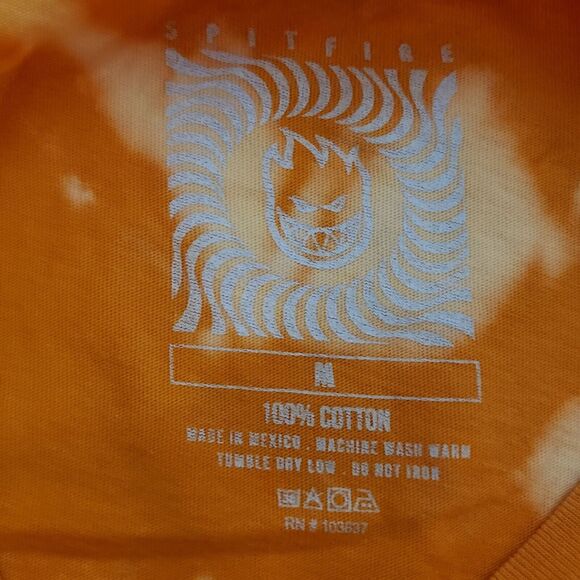 SPITFIRE
M
100% COTTON
MADE IN MEXICO . MACHINE WASH WARM
TUMBLE DRY LOW . DO NOT IRON
RN # 103637